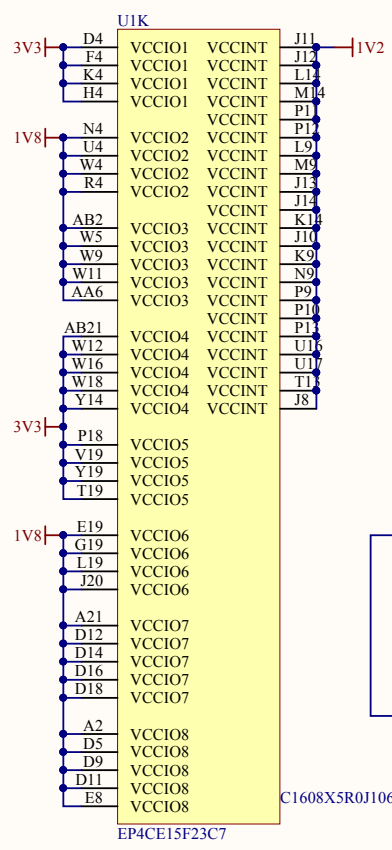 U1K
3V3 D4 VCCIO1 VCCINT J11 1V2
F4 VCCIO1 VCCINT J12
K4 VCCIO1 VCCINT L14
H4 VCCIO1 VCCINT M14
VCCINT P11
1V8 N4 VCCIO2 VCCINT P12
U4 VCCIO2 VCCINT L9
W4 VCCIO2 VCCINT M9
R4 VCCIO2 VCCINT J13
VCCINT J14
AB2 VCCIO3 VCCINT K14
W5 VCCIO3 VCCINT J10
W9 VCCIO3 VCCINT K9
W11 VCCIO3 VCCINT N9
AA6 VCCIO3 VCCINT P9
VCCINT P10
AB21 VCCIO4 VCCINT P13
W12 VCCIO4 VCCINT U16
W16 VCCIO4 VCCINT U17
W18 VCCIO4 VCCINT T13
Y14 VCCIO4 VCCINT J8
3V3
P18 VCCIO5
V19 VCCIO5
Y19 VCCIO5
T19 VCCIO5
1V8 E19 VCCIO6
G19 VCCIO6
L19 VCCIO6
J20 VCCIO6
A21 VCCIO7
D12 VCCIO7
D14 VCCIO7
D16 VCCIO7
D18 VCCIO7
A2 VCCIO8
D5 VCCIO8
D9 VCCIO8
D11 VCCIO8
E8 VCCIO8
C1608X5R0J106
EP4CE15F23C7